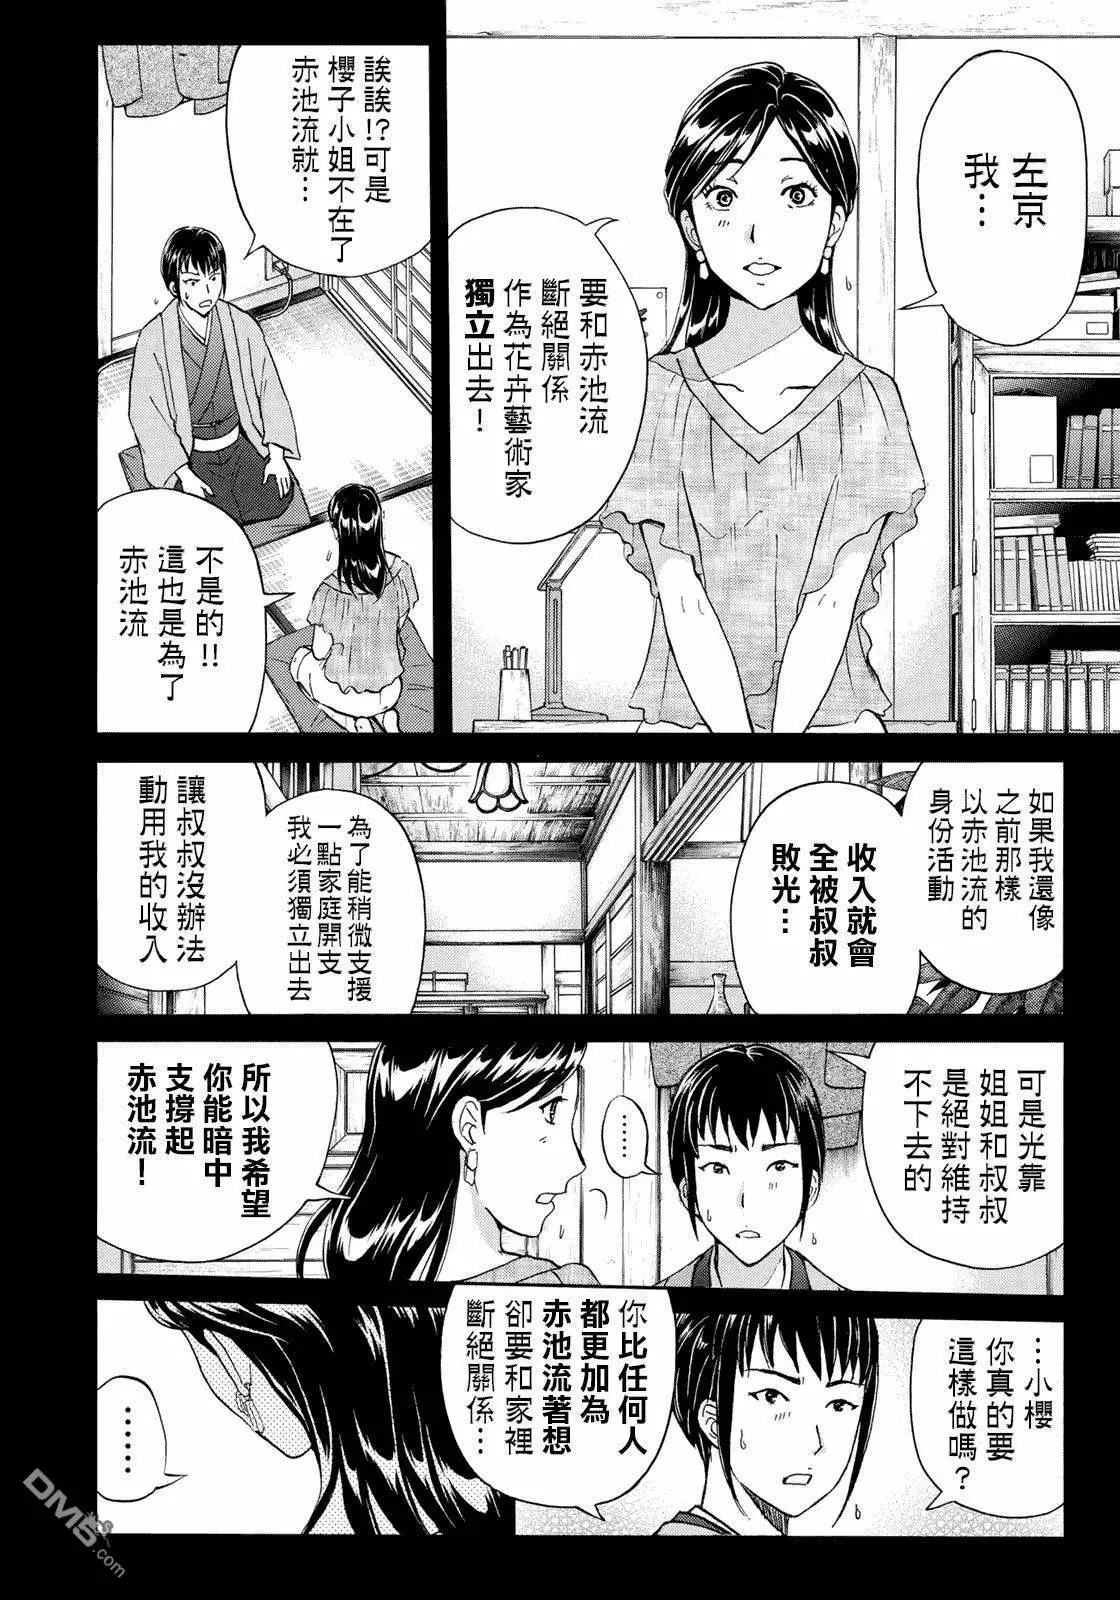 左京
我…
要和赤池流
斷絕關係
作為花卉藝術家
獨立出去！
誒誒!?可是
櫻子小姐不在了
赤池流就…
不是的!!
這也是為了
赤池流
如果我還像
之前那樣
以赤池流的
身份活動
收入就會
全被叔叔
敗光…
為了能稍微支援
一點家庭開支
我必須獨立出去
讓叔叔沒辦法
動用我的收入
可是光靠
姐姐和叔叔
是絕對維持
不下去的
……
所以我希望
你能暗中
支撐起
赤池流！
…小櫻
你真的要
這樣做嗎？
你比任何人
都更加為
赤池流著想
卻要和家裡
斷絕關係…
……
DM5.com